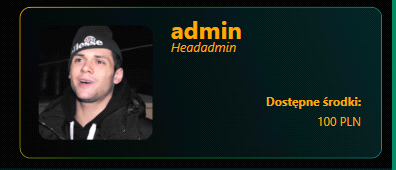 ellesse
admin
Headadmin
Dostępne środki:
100 PLN